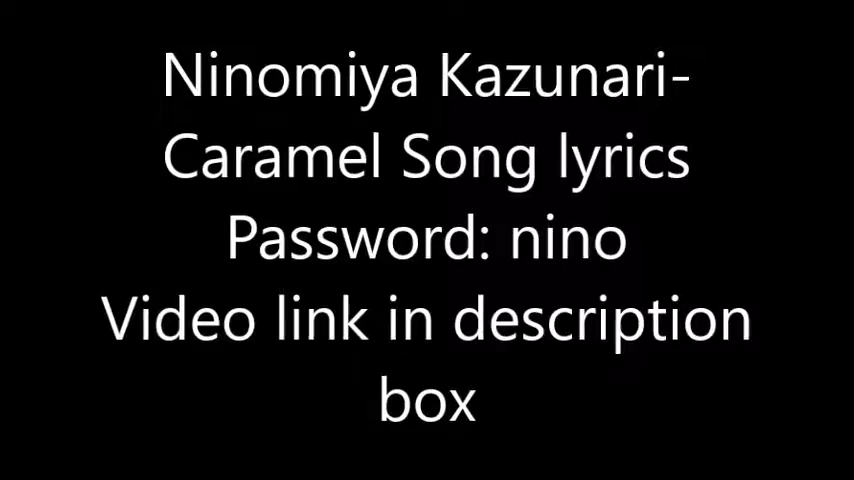 Ninomiya Kazunari-
Caramel Song lyrics
Password: nino
Video link in description
box